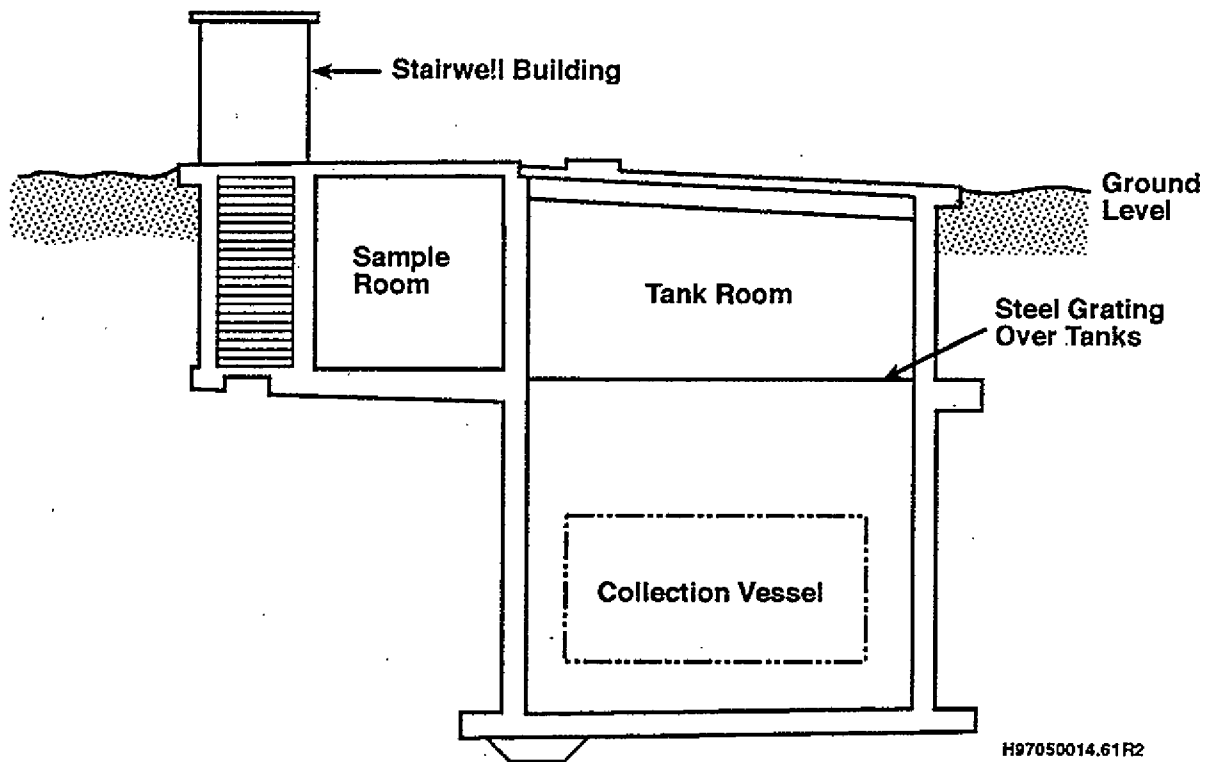 Stairwell Building
Ground
Level
Sample
Room
Tank Room
Steel Grating
Over Tanks
Collection Vessel
H97050014.61R2